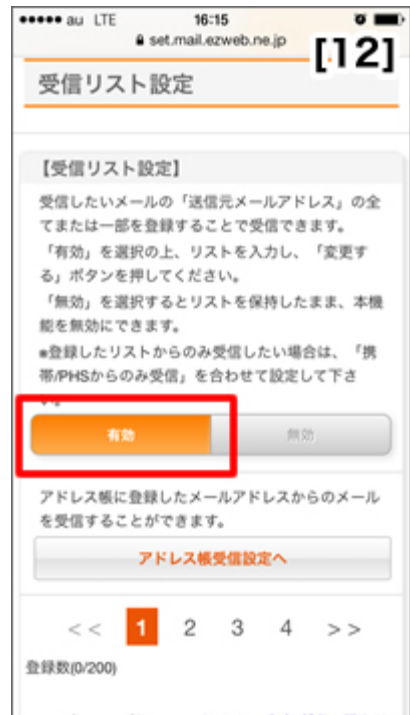 au LTE 16:15
set.mail.ezweb.ne.jp
[12]
受信リスト設定
【受信リスト設定】
受信したいメールの「送信元メールアドレス」の全
てまたは一部を登録することで受信できます。
「有効」を選択の上、リストを入力し、「変更す
る」ボタンを押してください。
「無効」を選択するとリストを保持したまま、本機
能を無効にできます。
※登録したリストからのみ受信したい場合は、「携
帯/PHSからのみ受信」を合わせて設定して下さ
い。
有効 無効
アドレス帳に登録したメールアドレスからのメール
を受信することができます。
アドレス帳受信設定へ
<< 1 2 3 4 >>
登録数(0/200)